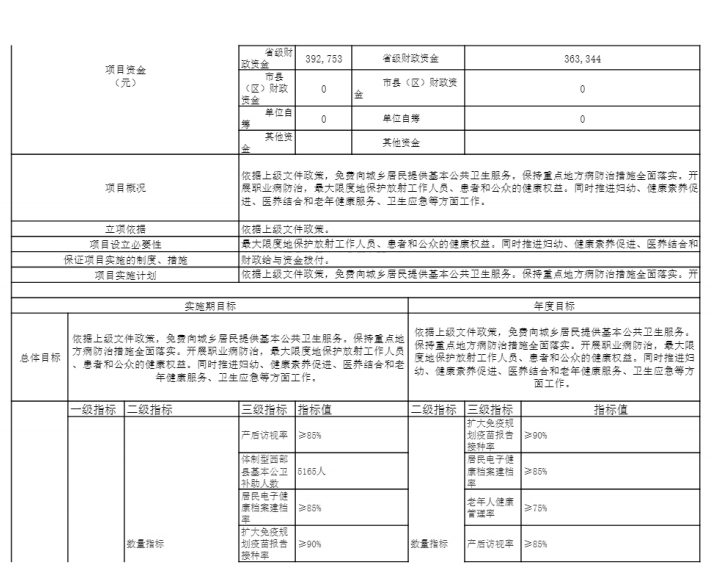 项目资金
（元）
省级财
政资金
392,753
省级财政资金
363,344
市县
（区）财政
资金
0
市县（区）财政资
金
0
单位自
筹
0
单位自筹
0
其他资
金
其他资金
项目概况
依据上级文件政策，免费向城乡居民提供基本公共卫生服务。保持重点地方病防治措施全面落实。开
展职业病防治，最大限度地保护放射工作人员、患者和公众的健康权益。同时推进妇幼、健康素养促
进、医养结合和老年健康服务、卫生应急等方面工作。
立项依据
依据上级文件政策。
项目设立必要性
最大限度地保护放射工作人员、患者和公众的健康权益。同时推进妇幼、健康素养促进、医养结合和
保证项目实施的制度、措施
财政给与资金拨付。
项目实施计划
依据上级文件政策，免费向城乡居民提供基本公共卫生服务。保持重点地方病防治措施全面落实。开
实施期目标
年度目标
总体目标
依据上级文件政策，免费向城乡居民提供基本公共卫生服务。保持重点地
方病防治措施全面落实。开展职业病防治，最大限度地保护放射工作人员
、患者和公众的健康权益。同时推进妇幼、健康素养促进、医养结合和老
年健康服务、卫生应急等方面工作。
依据上级文件政策，免费向城乡居民提供基本公共卫生服务。
保持重点地方病防治措施全面落实。开展职业病防治，最大限
度地保护放射工作人员、患者和公众的健康权益。同时推进妇
幼、健康素养促进、医养结合和老年健康服务、卫生应急等方
面工作。
一级指标
二级指标
三级指标
指标值
二级指标
三级指标
指标值
产后访视率
≥85%
扩大免疫规
划疫苗报告
接种率
≥90%
体制型西部
县基本公卫
补助人数
5165人
居民电子健
康档案建档
率
≥85%
居民电子健
康档案建档
率
≥85%
老年人健康
管理率
≥75%
数量指标
扩大免疫规
划疫苗报告
接种率
≥90%
数量指标
产后访视率
≥85%